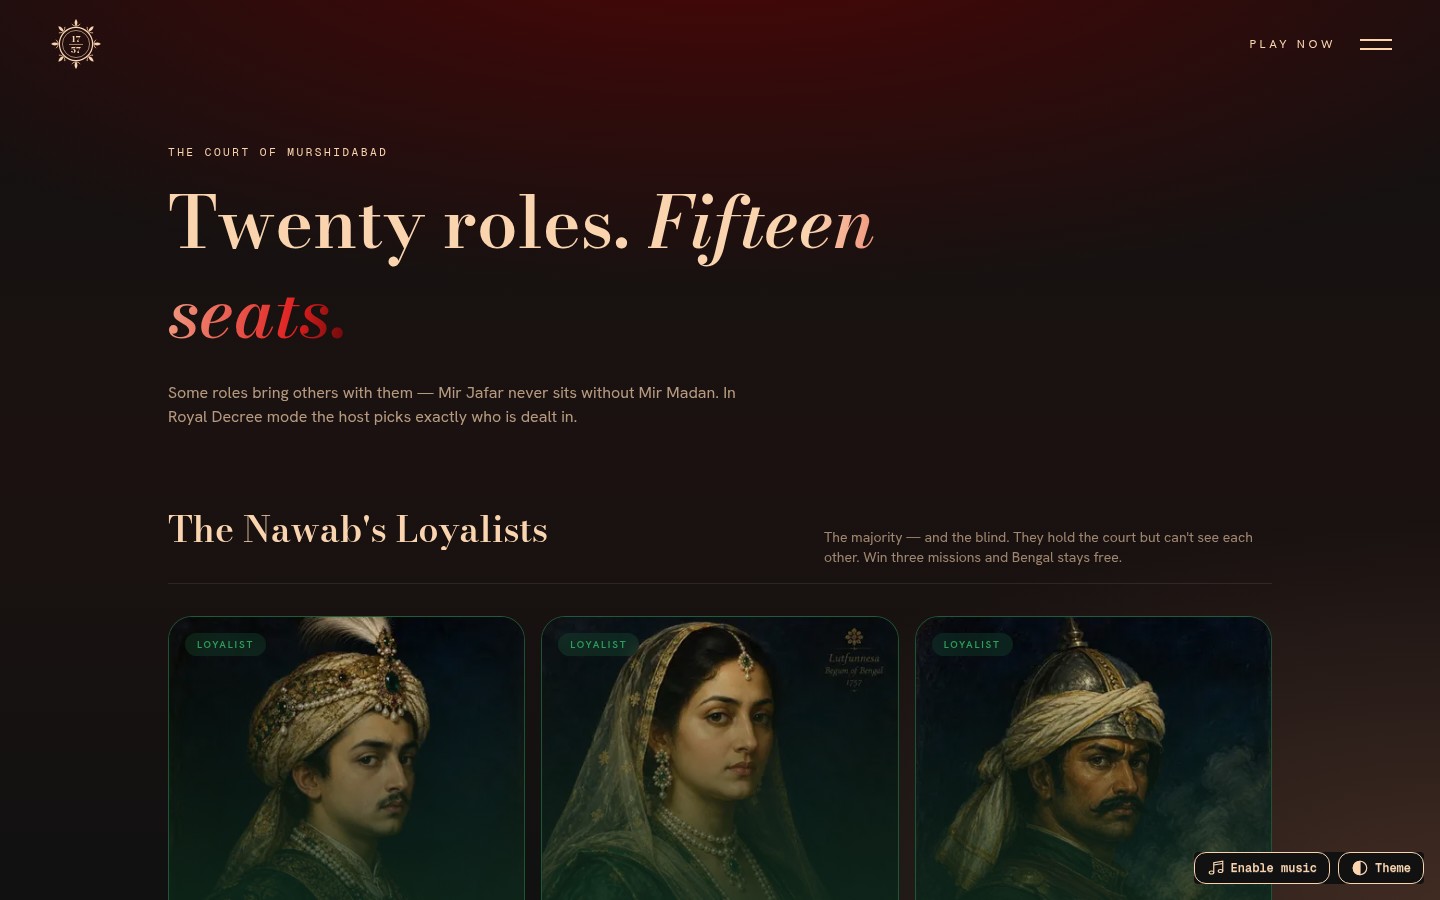 17
57
PLAY NOW
THE COURT OF MURSHIDABAD
Twenty roles. Fifteen
seats.
Some roles bring others with them — Mir Jafar never sits without Mir Madan. In
Royal Decree mode the host picks exactly who is dealt in.
The Nawab's Loyalists
The majority — and the blind. They hold the court but can't see each
other. Win three missions and Bengal stays free.
LOYALIST
LOYALIST
Lutfunnesa
Begum of Bengal
1757
LOYALIST
Enable music
Theme